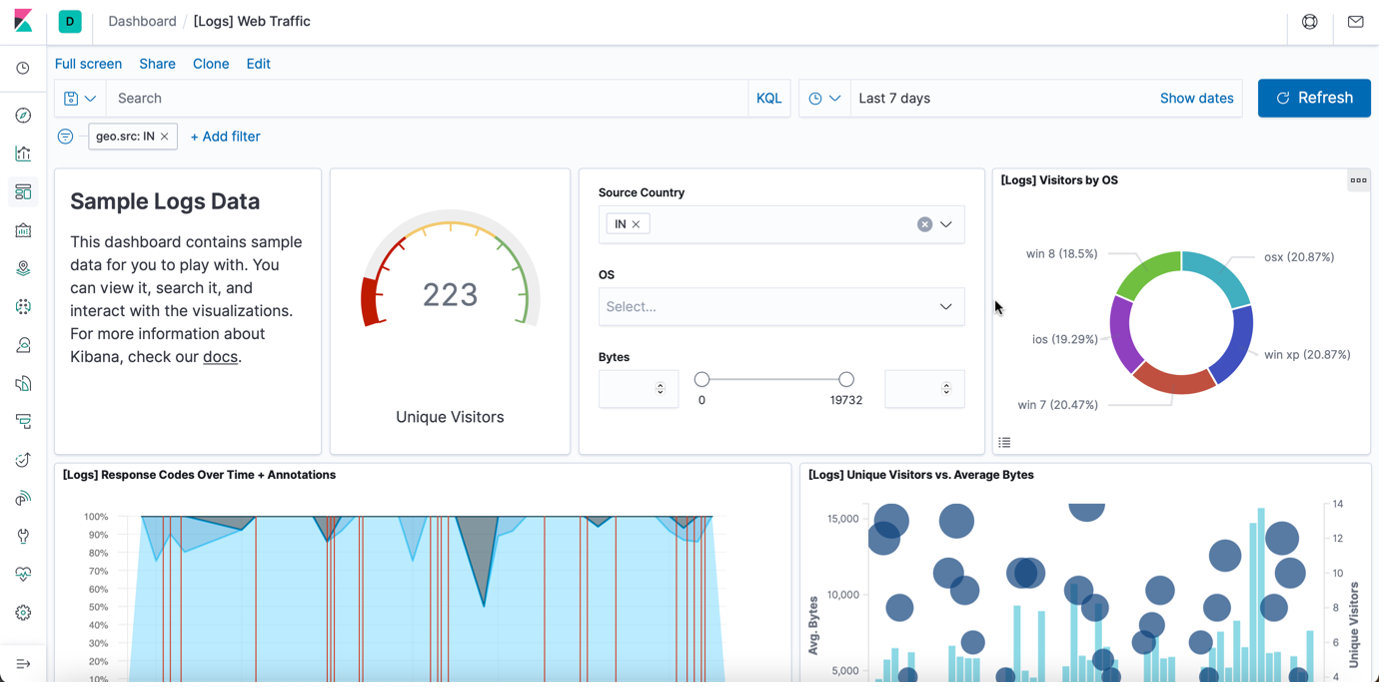 D
Dashboard / [Logs] Web Traffic
Full screen Share Clone Edit
Search
KQL
Last 7 days
Show dates
Refresh
geo.src: IN
+ Add filter
Sample Logs Data
This dashboard contains sample
data for you to play with. You
can view it, search it, and
interact with the visualizations.
For more information about
Kibana, check our docs.
223
Unique Visitors
Source Country
IN
OS
Select...
Bytes
0
19732
[Logs] Visitors by OS
win 8 (18.5%)
osx (20.87%)
ios (19.29%)
win xp (20.87%)
win 7 (20.47%)
[Logs] Response Codes Over Time + Annotations
100%
90%
80%
70%
60%
50%
40%
30%
20%
10%
[Logs] Unique Visitors vs. Average Bytes
15,000
10,000
5,000
Avg. Bytes
14
12
10
8
6
4
Unique Visitors